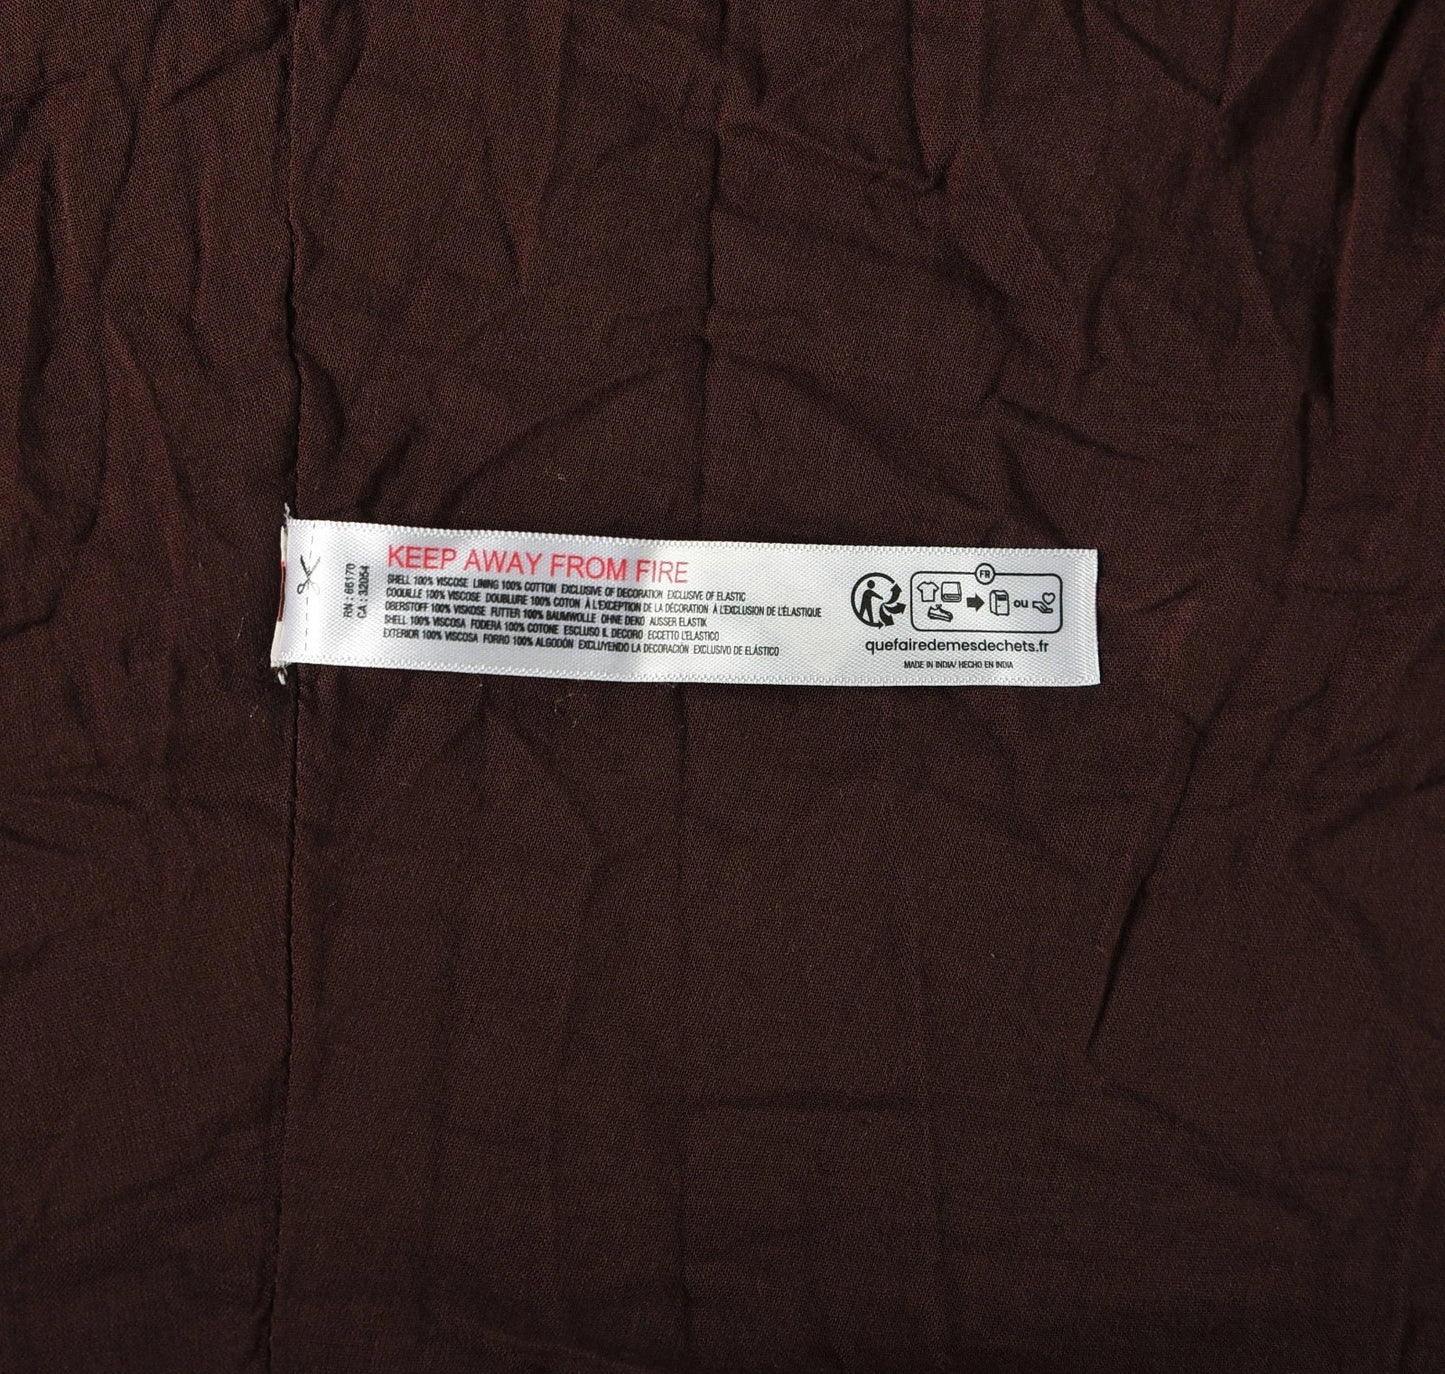 RN : 66170
CA : 32054
KEEP AWAY FROM FIRE
SHELL 100% VISCOSE LINING 100% COTTON EXCLUSIVE OF DECORATION EXCLUSIVE OF ELASTIC
COQUILLE 100% VISCOSE DOUBLURE 100% COTON À L'EXCEPTION DE LA DÉCORATION À L'EXCLUSION DE L'ÉLASTIQUE
OBERSTOFF 100% VISKOSE FUTTER 100% BAUMWOLLE OHNE DEKO AUSSER ELASTIK
SHELL 100% VISCOSA FODERA 100% COTONE ESCLUSO IL DECORO ECCETTO L'ELASTICO
EXTERIOR 100% VISCOSA FORRO 100% ALGODÓN EXCLUYENDO LA DECORACIÓN EXCLUSIVO DE ELÁSTICO
FR
OU
quefairedemesdechets.fr
MADE IN INDIA/ HECHO EN INDIA